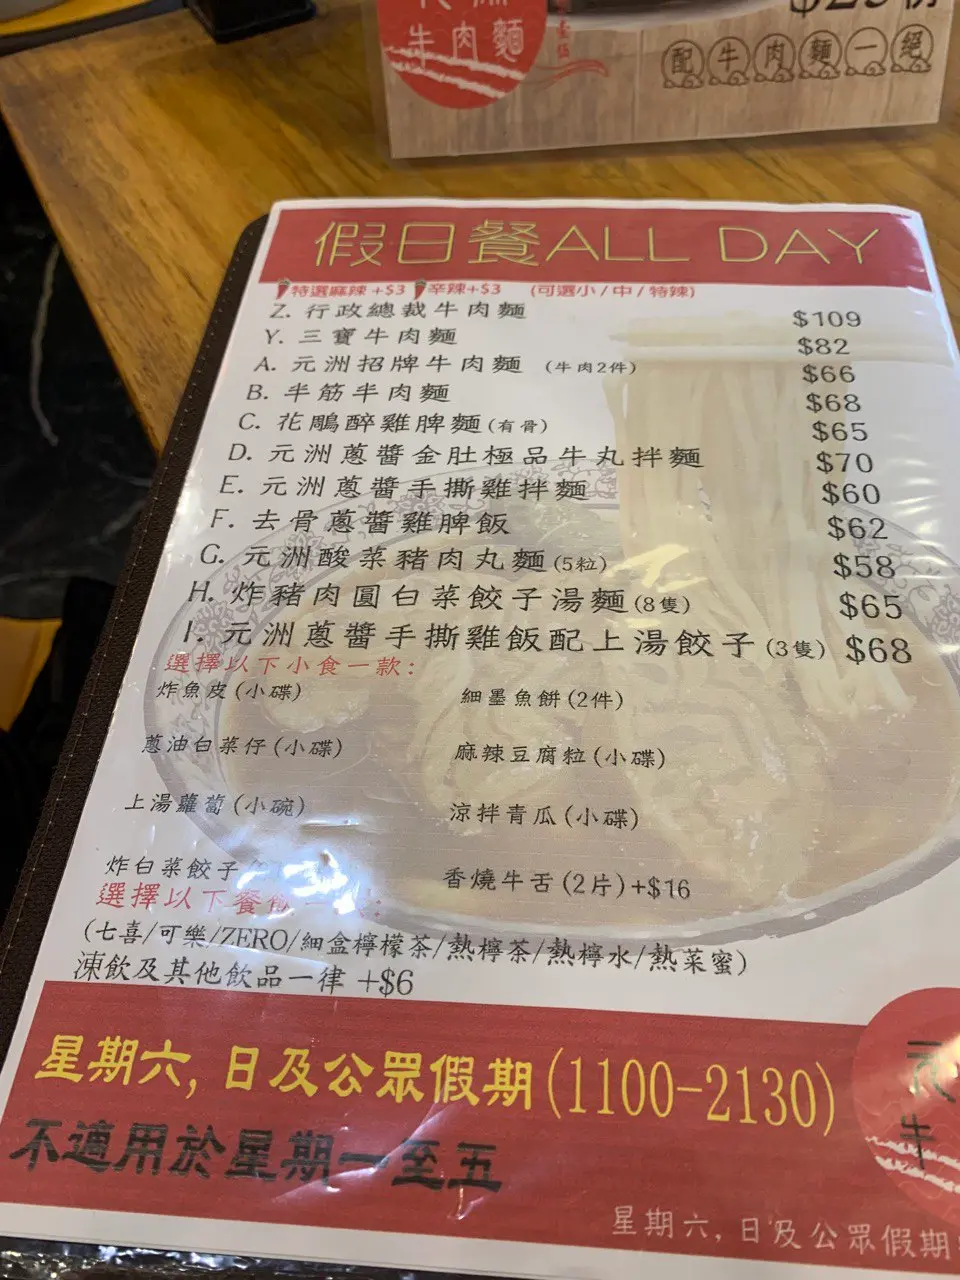 牛肉麵
配牛肉麵一絕
假日餐ALL DAY
特選麻辣+$3 辛辣+$3 (可選小/中/特辣)
Z. 行政總裁牛肉麵 $109
Y. 三寶牛肉麵 $82
A. 元洲招牌牛肉麵 (牛肉2件) $66
B. 半筋半肉麵 $68
C. 花鵰醉雞脾麵(有骨) $65
D. 元洲蔥醬金肚極品牛丸拌麵 $70
E. 元洲蔥醬手撕雞拌麵 $60
F. 去骨蔥醬雞脾飯 $62
G. 元洲酸菜豬肉丸麵(5粒) $58
H. 炸豬肉圓白菜餃子湯麵(8隻) $65
I. 元洲蔥醬手撕雞飯配上湯餃子(3隻) $68
選擇以下小食一款:
炸魚皮(小碟) 細墨魚餅(2件)
蔥油白菜仔(小碟) 麻辣豆腐粒(小碟)
上湯蘿蔔(小碗) 涼拌青瓜(小碟)
炸白菜餃子 香燒牛舌(2片)+$16
選擇以下餐飲一
(七喜/可樂/ZERO/細盒檸檬茶/熱檸茶/熱檸水/熱菜蜜)
涷飲及其他飲品一律 +$6
星期六, 日及公眾假期(1100-2130)
不適用於星期一至五
元
牛
星期六, 日及公眾假期